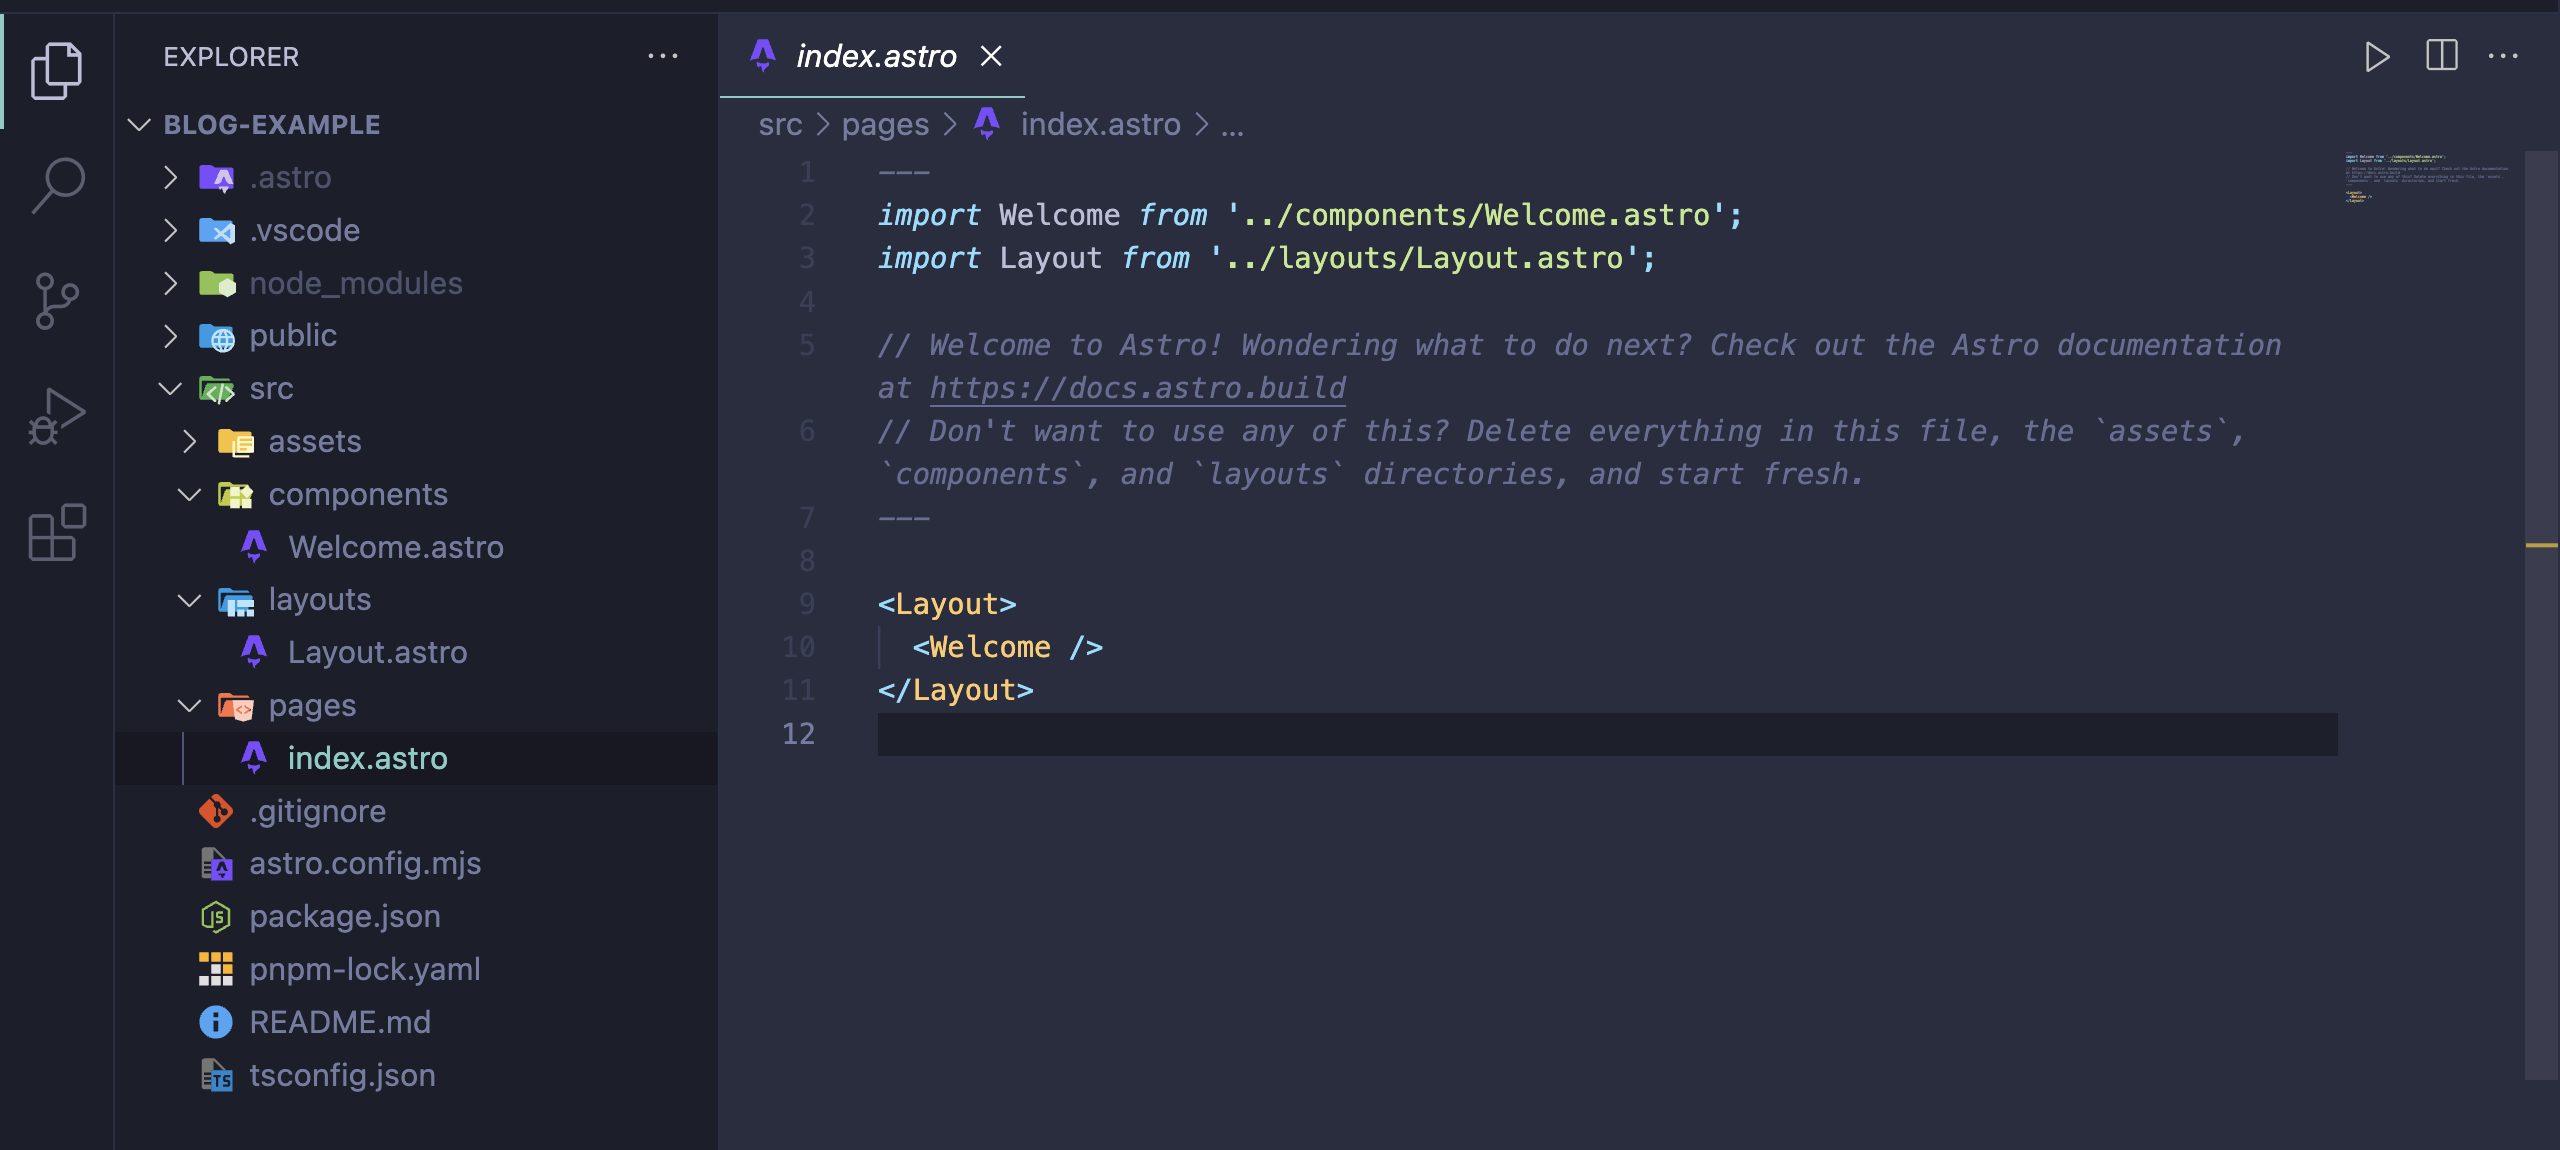 EXPLORER
BLOG-EXAMPLE
.astro
.vscode
node_modules
public
src
assets
components
Welcome.astro
layouts
Layout.astro
pages
index.astro
.gitignore
astro.config.mjs
package.json
pnpm-lock.yaml
README.md
tsconfig.json
index.astro
src > pages > index.astro > ...
1 ---
2 import Welcome from '../components/Welcome.astro';
3 import Layout from '../layouts/Layout.astro';
4
5 // Welcome to Astro! Wondering what to do next? Check out the Astro documentation
at https://docs.astro.build
6 // Don't want to use any of this? Delete everything in this file, the `assets`,
`components`, and `layouts` directories, and start fresh.
7 ---
8
9 <Layout>
10 <Welcome />
11 </Layout>
12